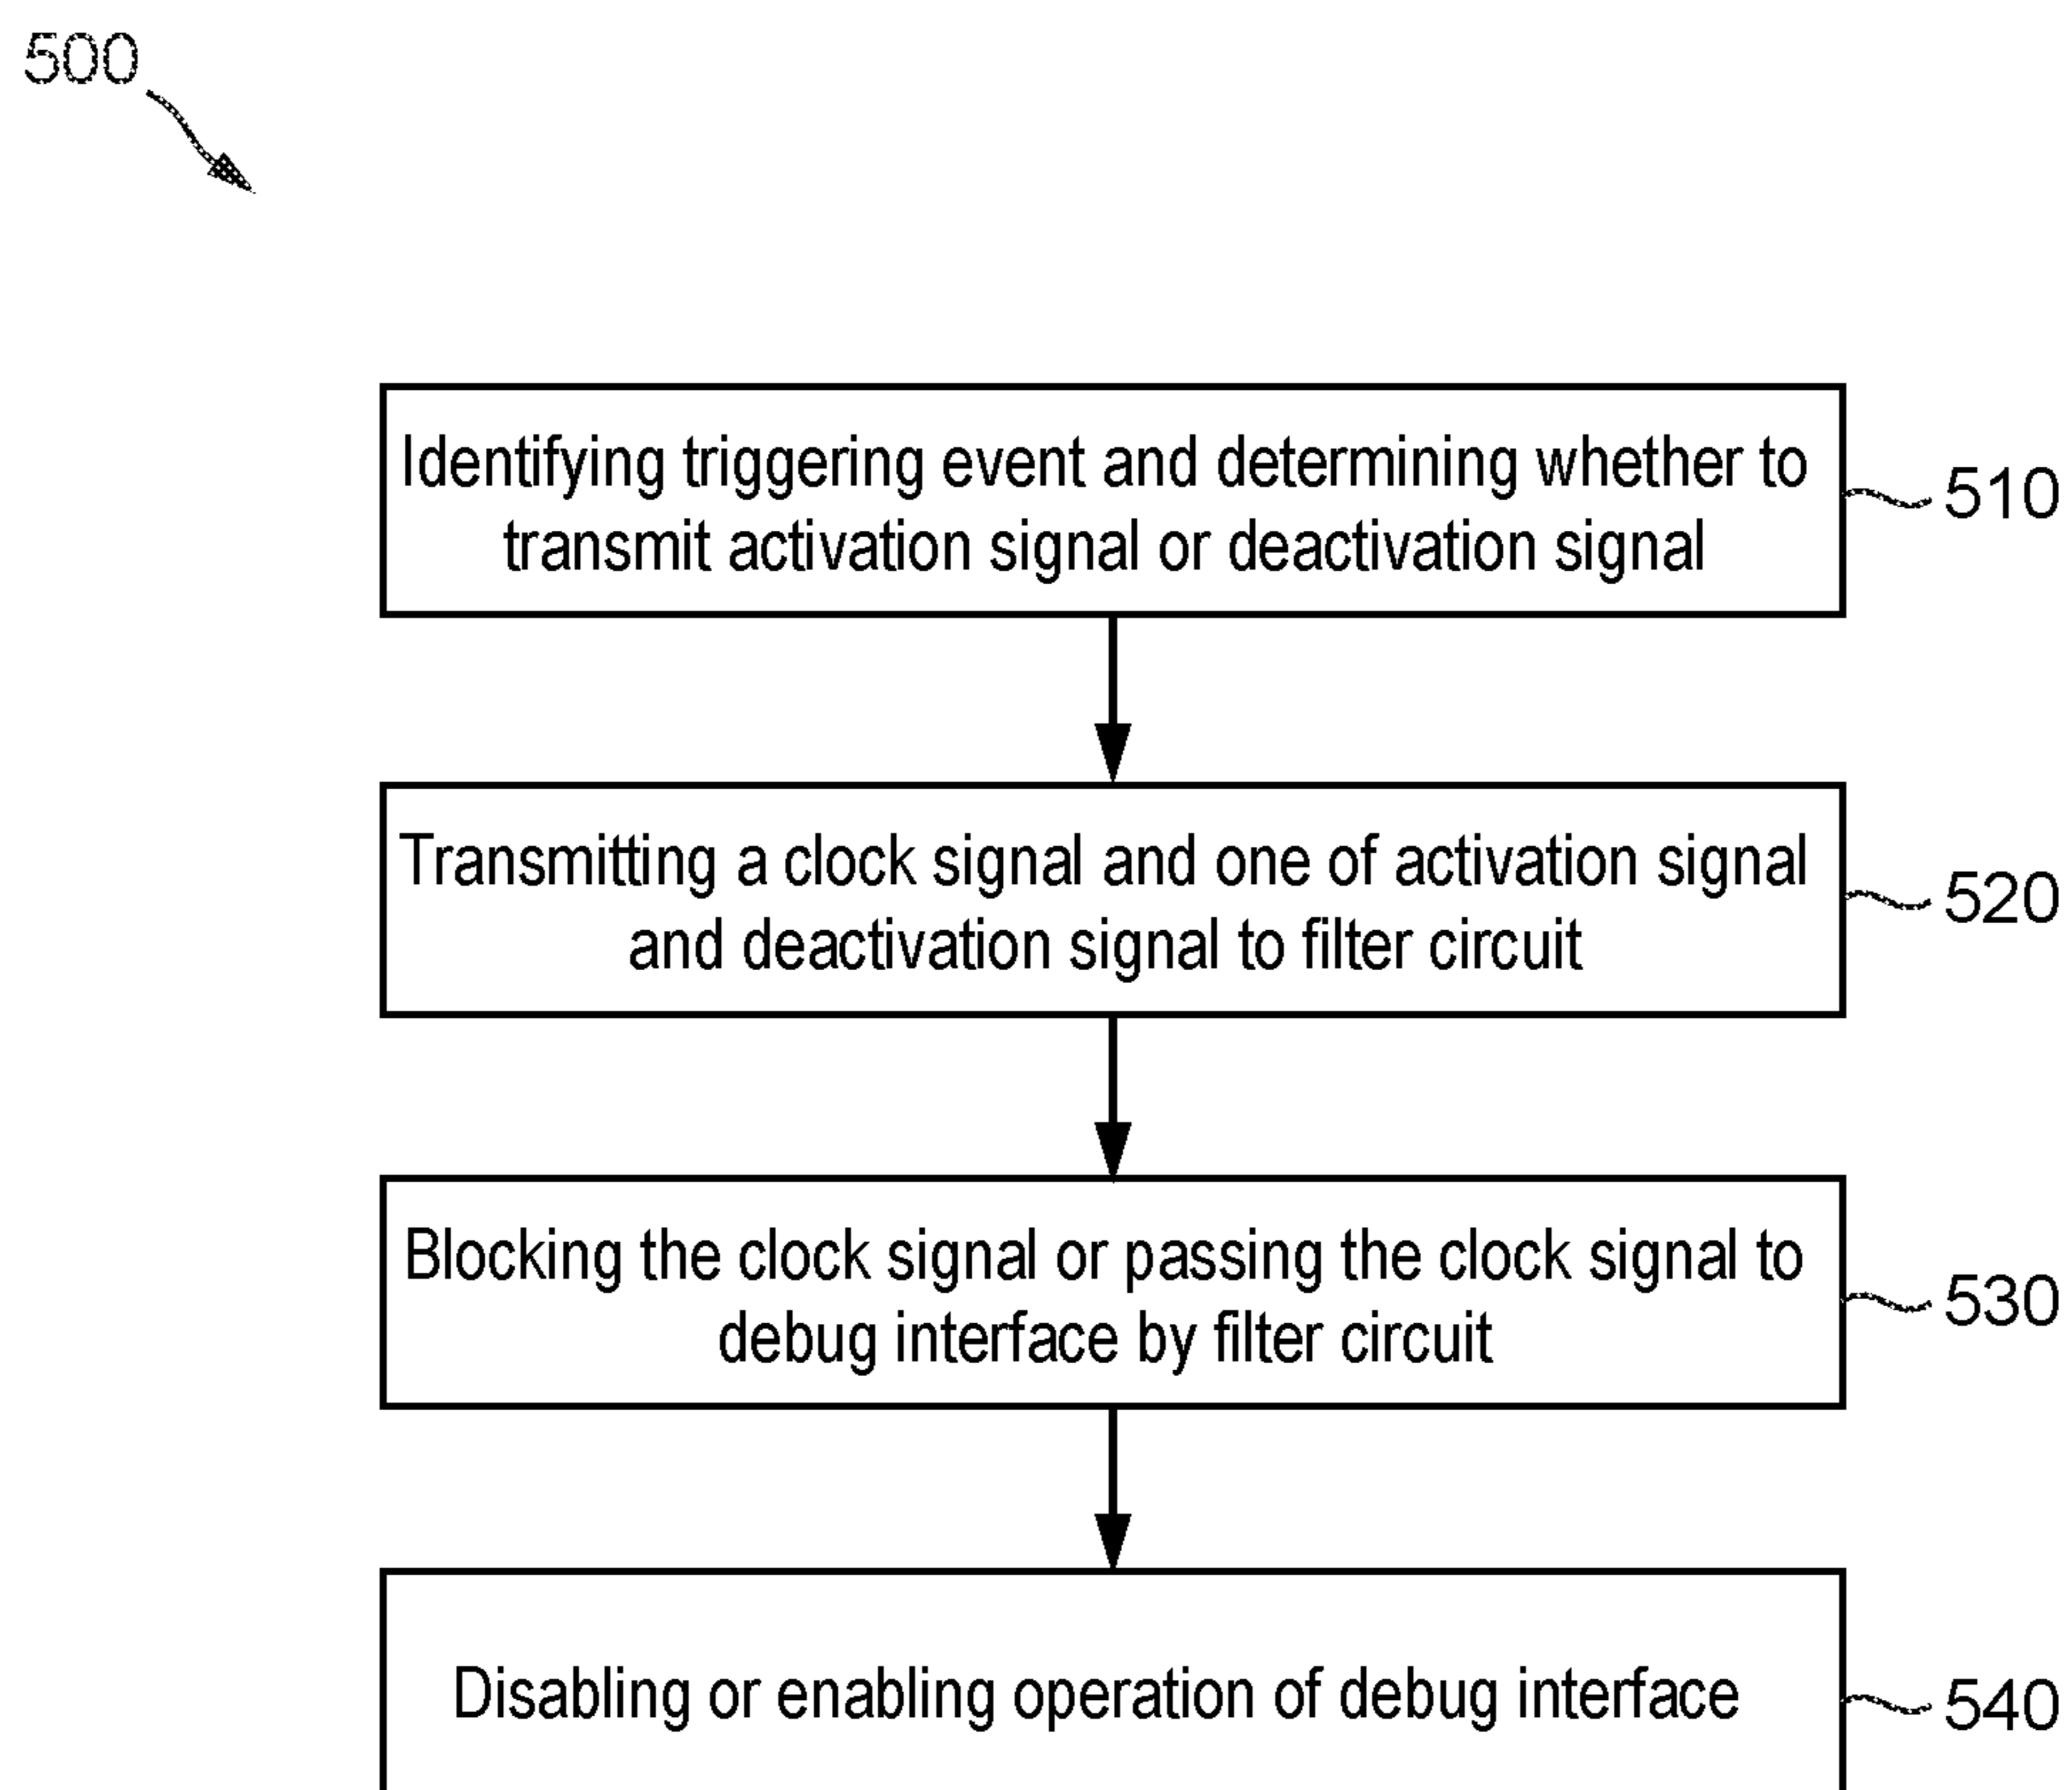 500
Identifying triggering event and determining whether to
transmit activation signal or deactivation signal
510
Transmitting a clock signal and one of activation signal
and deactivation signal to filter circuit
520
Blocking the clock signal or passing the clock signal to
debug interface by filter circuit
530
Disabling or enabling operation of debug interface
540